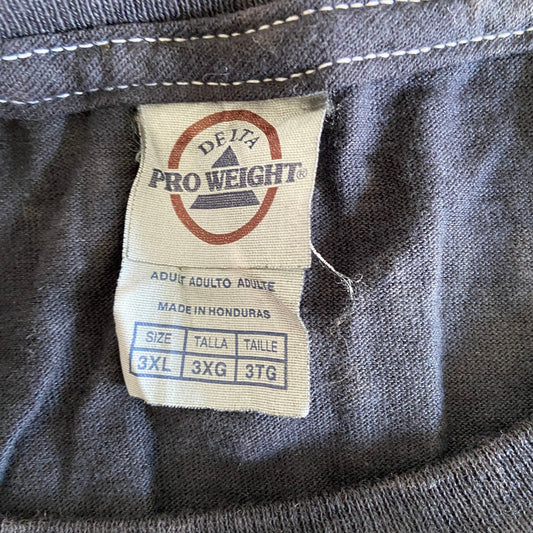 DELTA
PRO WEIGHT®
ADULT ADULTO ADULTE
MADE IN HONDURAS
SIZE TALLA TAILLE
3XL 3XG 3TG